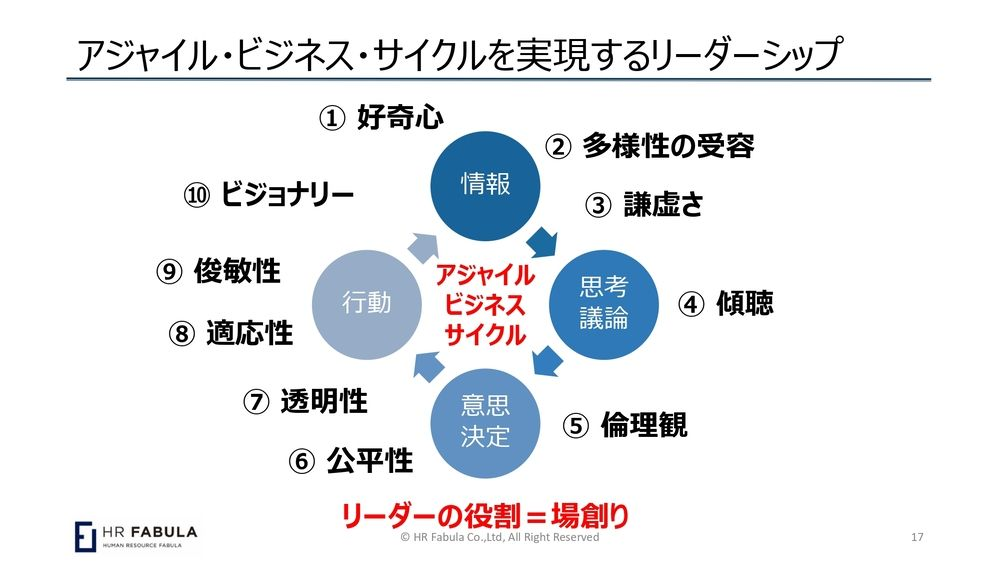 アジャイル・ビジネス・サイクルを実現するリーダーシップ
① 好奇心
② 多様性の受容
③ 謙虚さ
④ 傾聴
⑤ 倫理観
⑥ 公平性
⑦ 透明性
⑧ 適応性
⑨ 俊敏性
⑩ ビジョナリー
情報
思考
議論
意思
決定
行動
アジャイル
ビジネス
サイクル
リーダーの役割＝場創り
HR FABULA
HUMAN RESOURCE FABULA
© HR Fabula Co.,Ltd, All Right Reserved
17